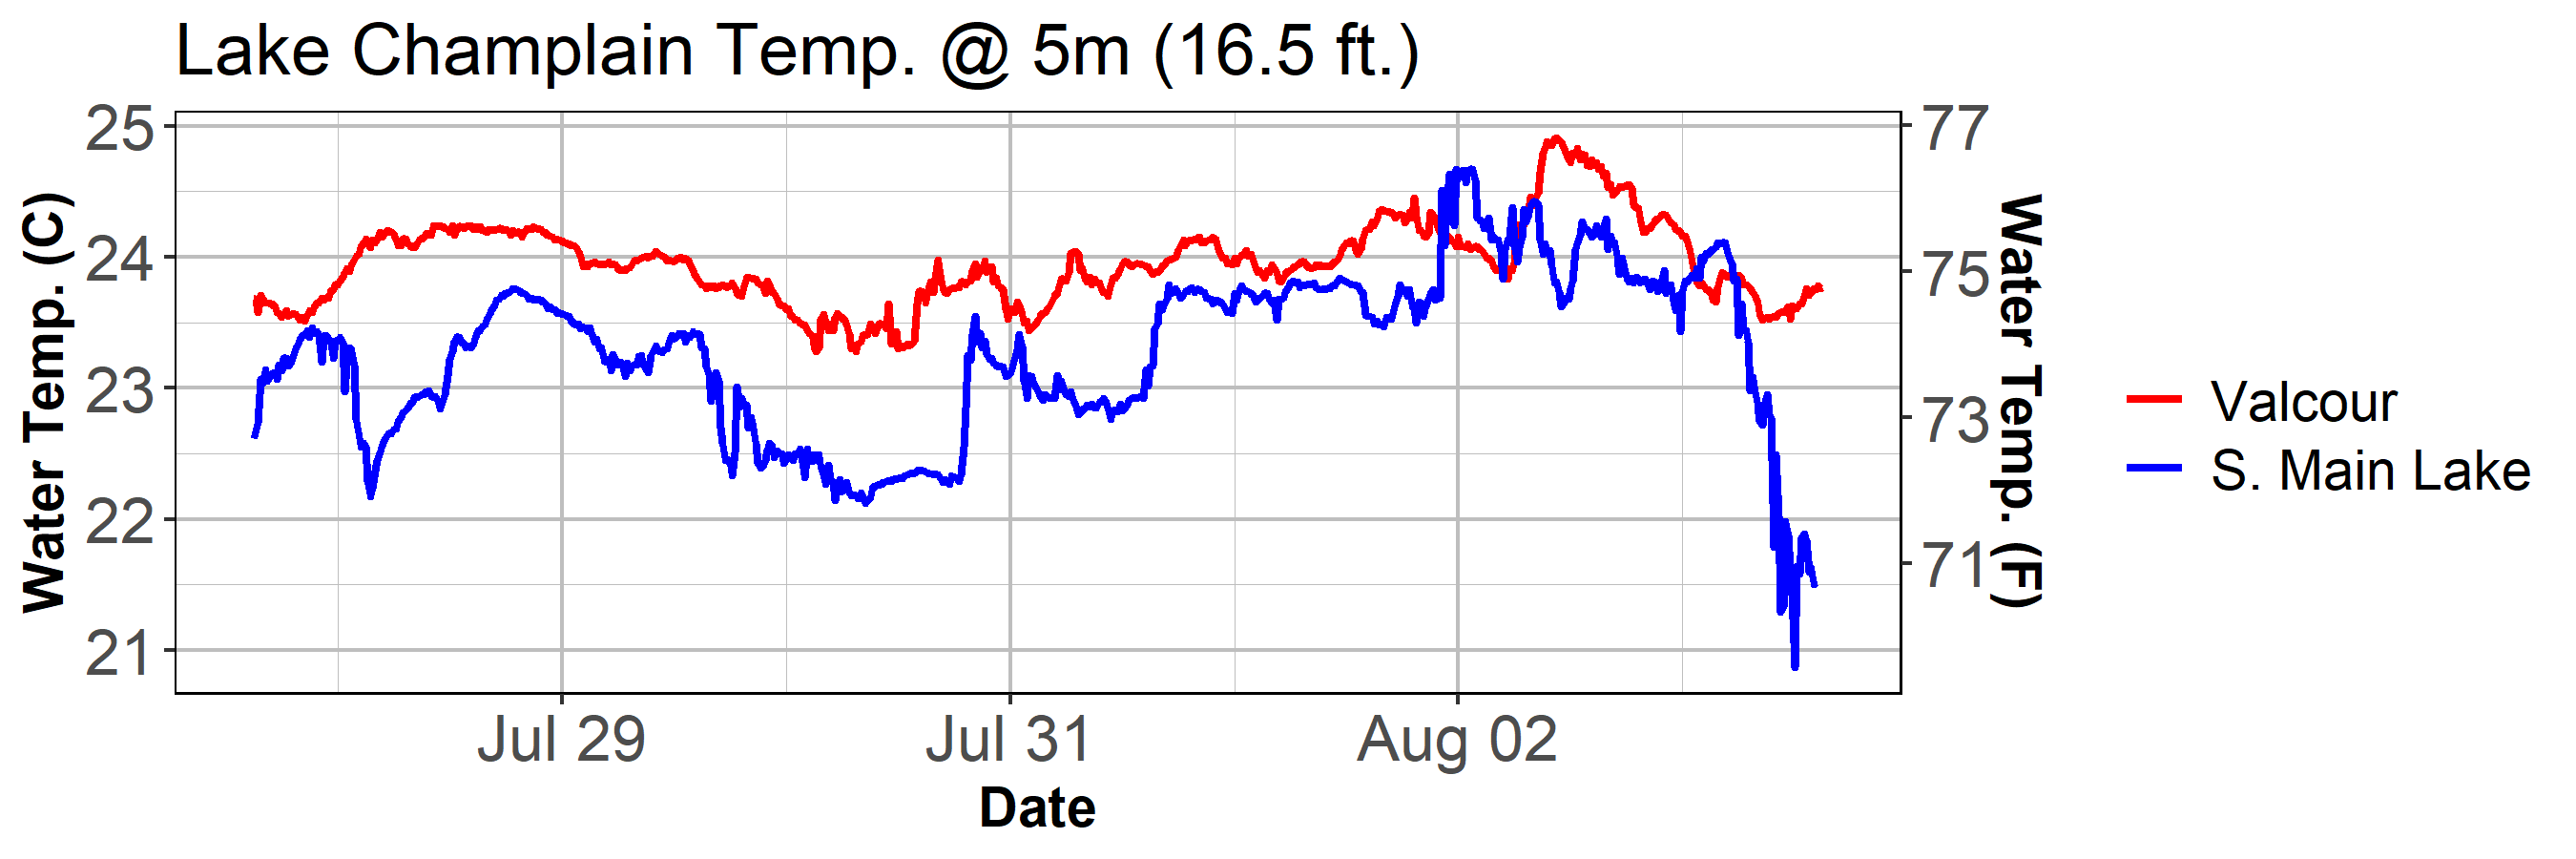 Lake Champlain Temp. @ 5m (16.5 ft.)
Water Temp. (C)
25
24
23
22
21
77
75
73
71
Water Temp. (F)
Jul 29
Jul 31
Aug 02
Date
Valcour
S. Main Lake